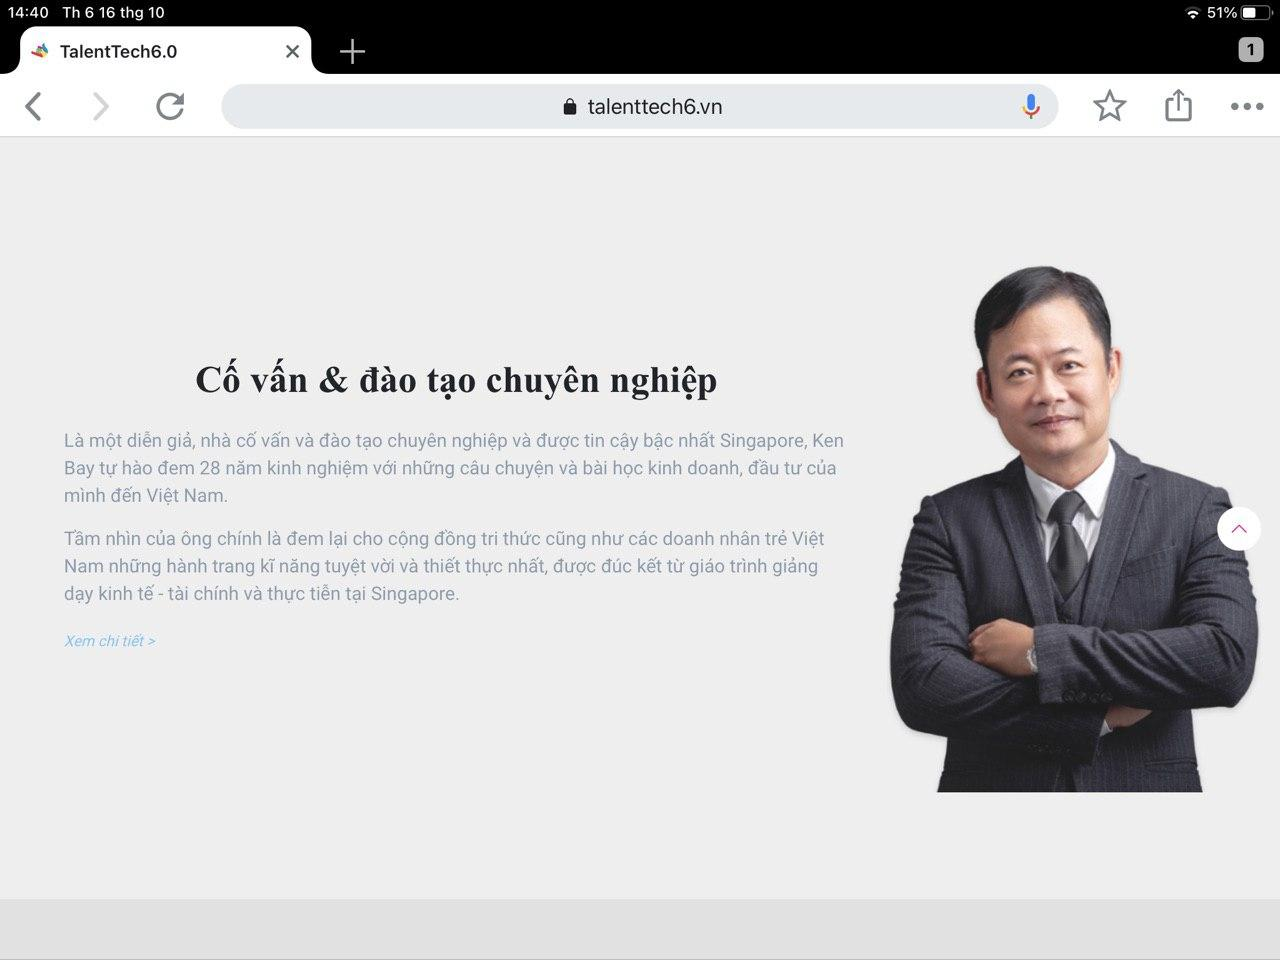 14:40 Th 6 16 thg 10
51%
TalentTech6.0
1
talenttech6.vn
Cố vấn & đào tạo chuyên nghiệp
Là một diễn giả, nhà cố vấn và đào tạo chuyên nghiệp và được tin cậy bậc nhất Singapore, Ken
Bay tự hào đem 28 năm kinh nghiệm với những câu chuyện và bài học kinh doanh, đầu tư của
mình đến Việt Nam.
Tầm nhìn của ông chính là đem lại cho cộng đồng tri thức cũng như các doanh nhân trẻ Việt
Nam những hành trang kĩ năng tuyệt vời và thiết thực nhất, được đúc kết từ giáo trình giảng
dạy kinh tế - tài chính và thực tiễn tại Singapore.
Xem chi tiết >